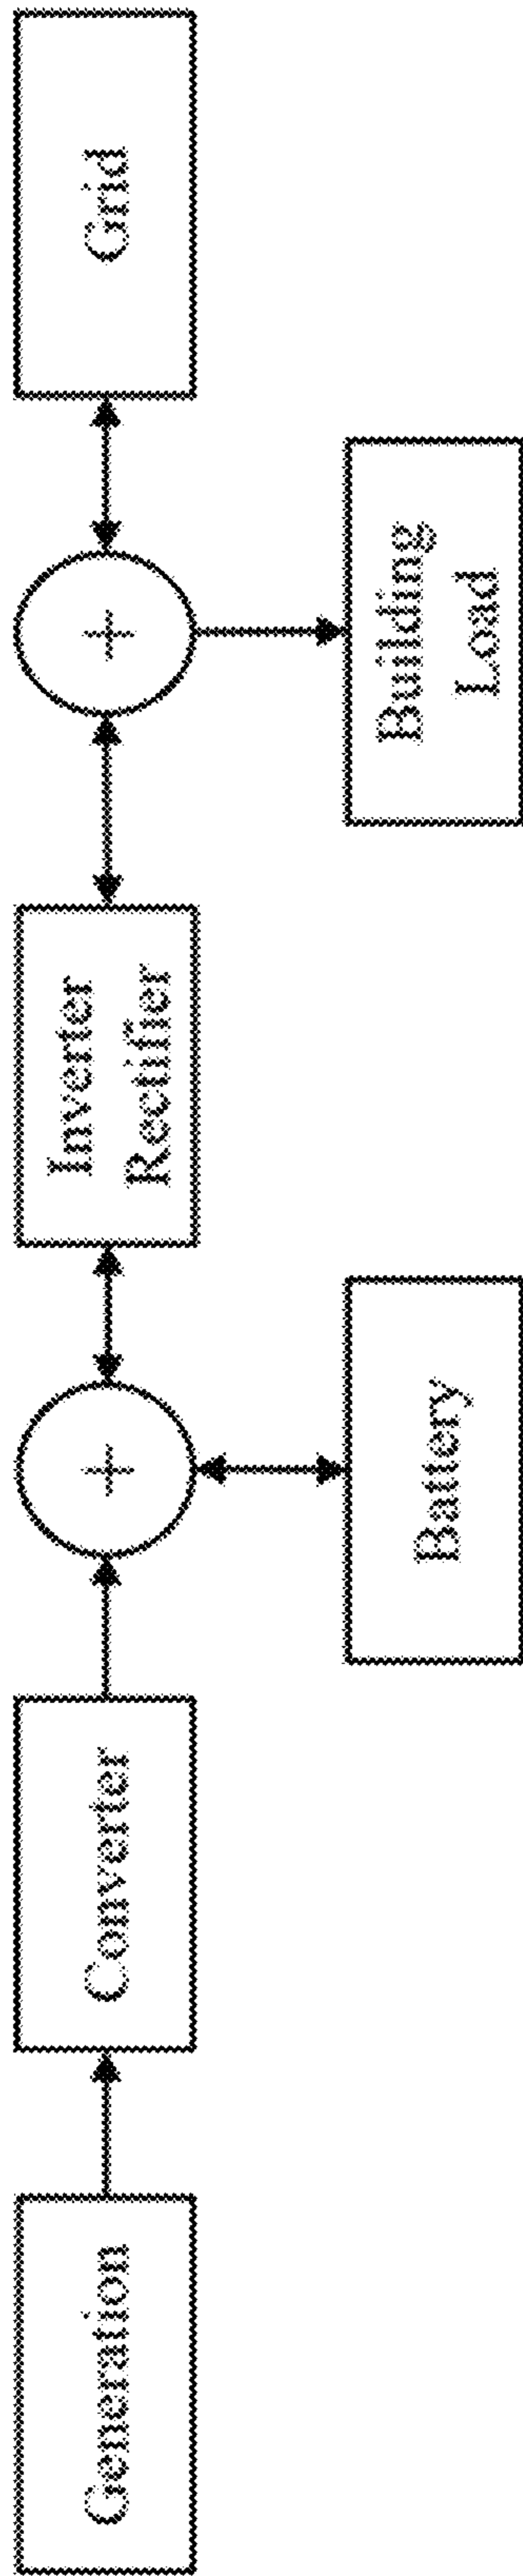 Generation
Converter
+
Battery
Inverter
Rectifier
+
Building
Load
Grid